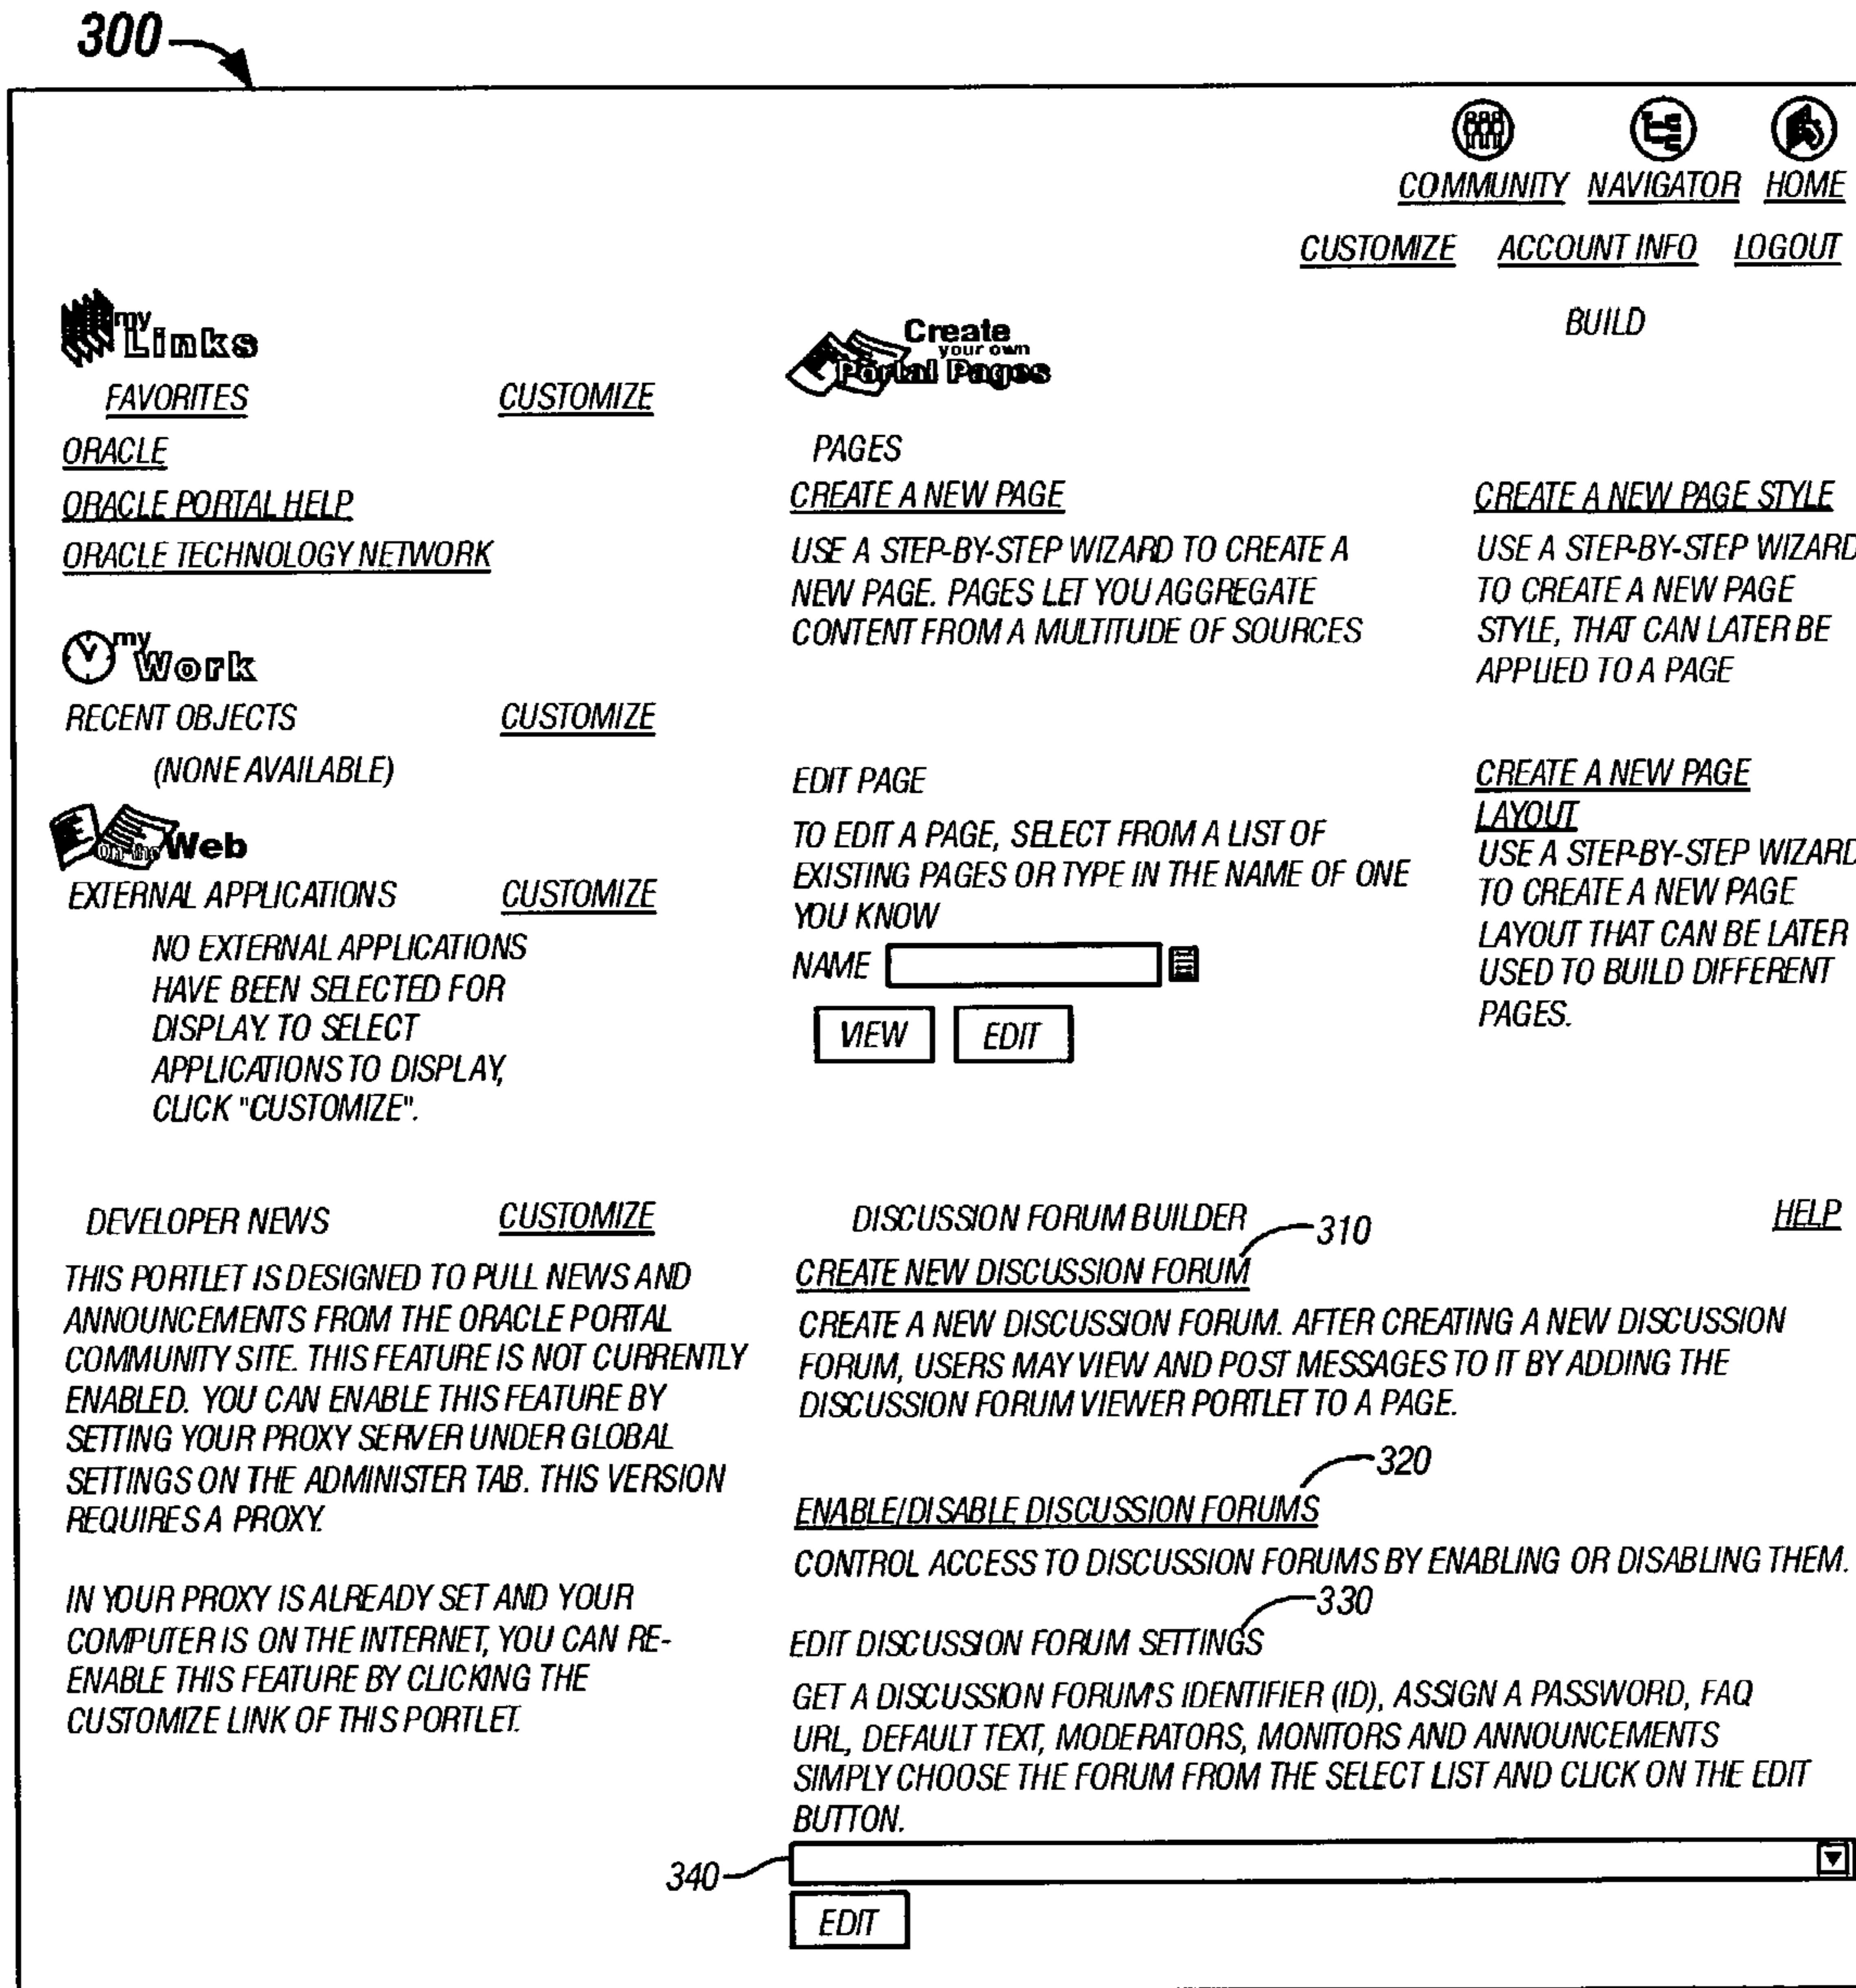 300
COMMUNITY NAVIGATOR HOME
CUSTOMIZE ACCOUNT INFO LOGOUT
BUILD
my
Links
FAVORITES CUSTOMIZE
ORACLE
ORACLE PORTAL HELP
ORACLE TECHNOLOGY NETWORK
my
Work
RECENT OBJECTS CUSTOMIZE
(NONE AVAILABLE)
on the Web
EXTERNAL APPLICATIONS CUSTOMIZE
NO EXTERNAL APPLICATIONS
HAVE BEEN SELECTED FOR
DISPLAY. TO SELECT
APPLICATIONS TO DISPLAY,
CLICK "CUSTOMIZE".
DEVELOPER NEWS CUSTOMIZE
THIS PORTLET IS DESIGNED TO PULL NEWS AND
ANNOUNCEMENTS FROM THE ORACLE PORTAL
COMMUNITY SITE. THIS FEATURE IS NOT CURRENTLY
ENABLED. YOU CAN ENABLE THIS FEATURE BY
SETTING YOUR PROXY SERVER UNDER GLOBAL
SETTINGS ON THE ADMINISTER TAB. THIS VERSION
REQUIRES A PROXY.
IN YOUR PROXY IS ALREADY SET AND YOUR
COMPUTER IS ON THE INTERNET, YOU CAN RE-
ENABLE THIS FEATURE BY CLICKING THE
CUSTOMIZE LINK OF THIS PORTLET.
Create
your own
Portal Pages
PAGES
CREATE A NEW PAGE
USE A STEP-BY-STEP WIZARD TO CREATE A
NEW PAGE. PAGES LET YOU AGGREGATE
CONTENT FROM A MULTITUDE OF SOURCES
EDIT PAGE
TO EDIT A PAGE, SELECT FROM A LIST OF
EXISTING PAGES OR TYPE IN THE NAME OF ONE
YOU KNOW
NAME
VIEW EDIT
CREATE A NEW PAGE STYLE
USE A STEP-BY-STEP WIZARD
TO CREATE A NEW PAGE
STYLE, THAT CAN LATER BE
APPLIED TO A PAGE
CREATE A NEW PAGE
LAYOUT
USE A STEP-BY-STEP WIZARD
TO CREATE A NEW PAGE
LAYOUT THAT CAN BE LATER
USED TO BUILD DIFFERENT
PAGES.
DISCUSSION FORUM BUILDER 310 HELP
CREATE NEW DISCUSSION FORUM
CREATE A NEW DISCUSSION FORUM. AFTER CREATING A NEW DISCUSSION
FORUM, USERS MAY VIEW AND POST MESSAGES TO IT BY ADDING THE
DISCUSSION FORUM VIEWER PORTLET TO A PAGE.
320
ENABLE/DISABLE DISCUSSION FORUMS
CONTROL ACCESS TO DISCUSSION FORUMS BY ENABLING OR DISABLING THEM.
330
EDIT DISCUSSION FORUM SETTINGS
GET A DISCUSSION FORUM'S IDENTIFIER (ID), ASSIGN A PASSWORD, FAQ
URL, DEFAULT TEXT, MODERATORS, MONITORS AND ANNOUNCEMENTS
SIMPLY CHOOSE THE FORUM FROM THE SELECT LIST AND CLICK ON THE EDIT
BUTTON.
340
EDIT